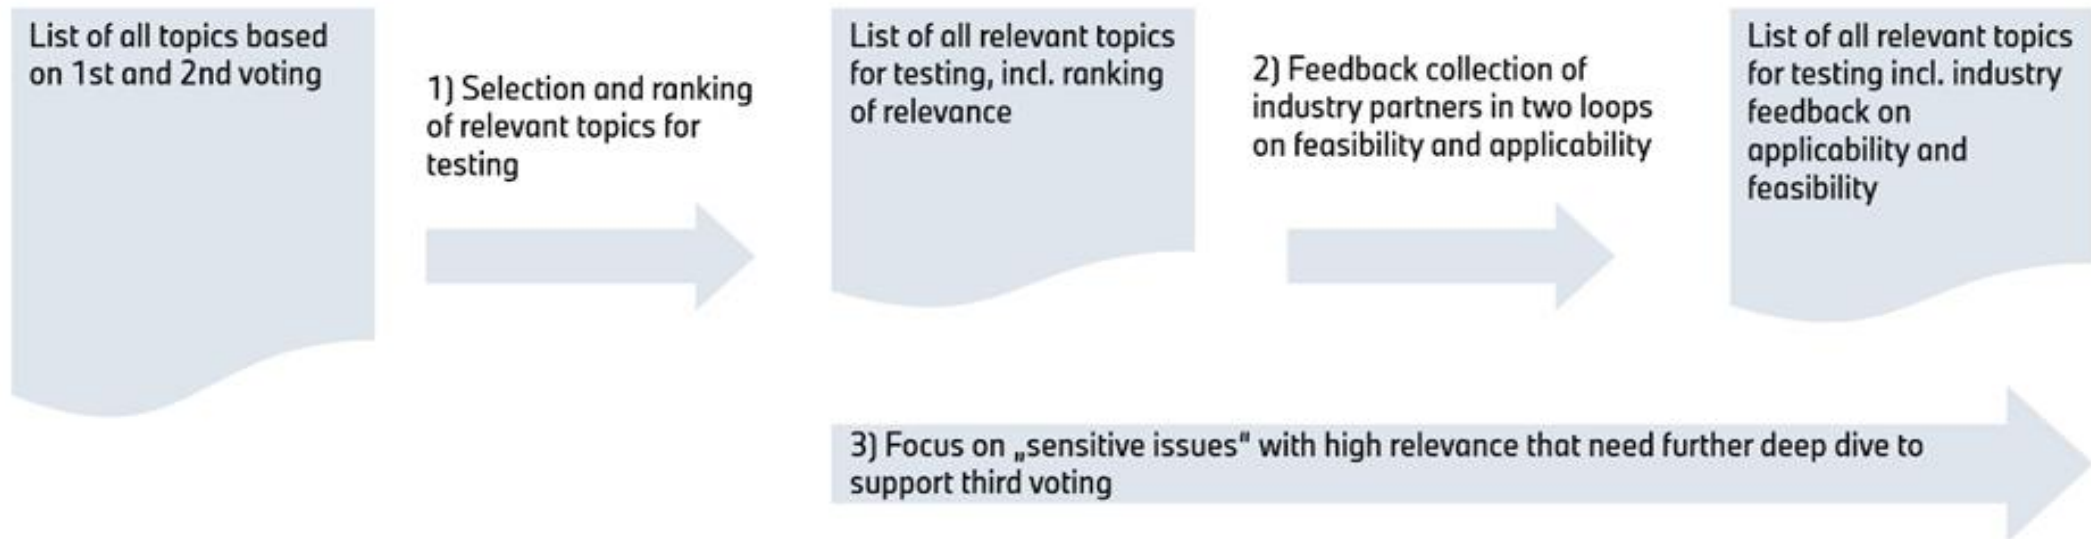 List of all topics based
on 1st and 2nd voting
1) Selection and ranking
of relevant topics for
testing
List of all relevant topics
for testing, incl. ranking
of relevance
2) Feedback collection of
industry partners in two loops
on feasibility and applicability
List of all relevant topics
for testing incl. industry
feedback on
applicability and
feasibility
3) Focus on „sensitive issues" with high relevance that need further deep dive to
support third voting